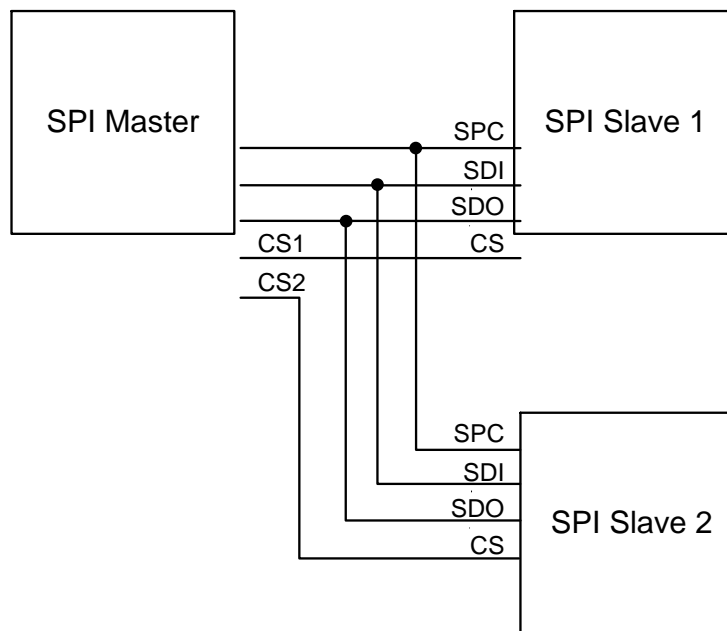 SPI Master
SPI Slave 1
SPC
SDI
SDO
CS1
CS
CS2
SPC
SDI
SDO
CS
SPI Slave 2